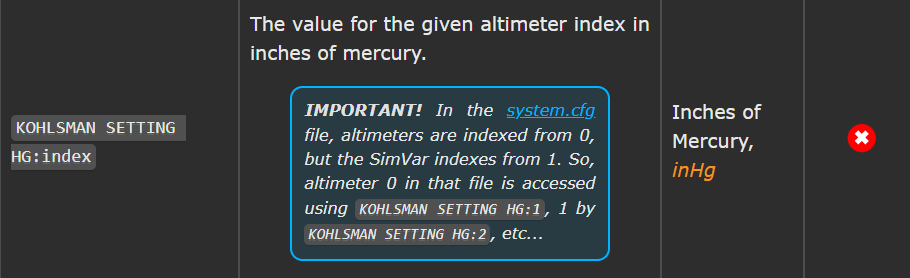 The value for the given altimeter index in
inches of mercury.
KOHLSMAN SETTING
HG:index
IMPORTANT! In the system.cfg
file, altimeters are indexed from 0,
but the SimVar indexes from 1. So,
altimeter 0 in that file is accessed
using KOHLSMAN SETTING HG:1, 1 by
KOHLSMAN SETTING HG:2, etc...
Inches of
Mercury,
inHg